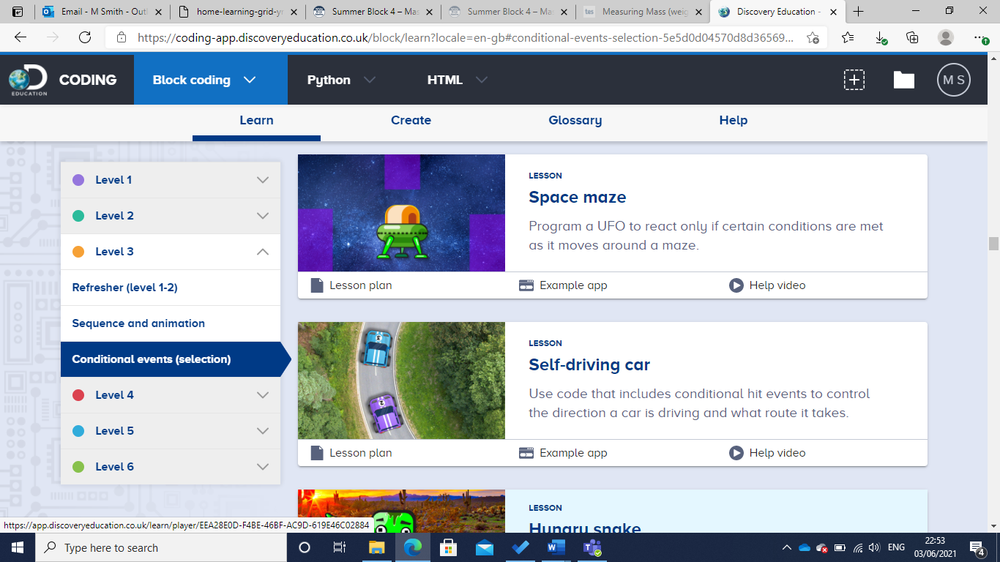 Email - M Smith - Outl
home-learning-grid-yr
Summer Block 4 – Mas
Summer Block 4 – Mas
tes
Measuring Mass (weig
Discovery Education -
https://coding-app.discoveryeducation.co.uk/block/learn?locale=en-gb#conditional-events-selection-5e5d0d04570d8d36569...
EDUCATION
CODING
Block coding
Python
HTML
M S
Learn
Create
Glossary
Help
Level 1
Level 2
Level 3
Refresher (level 1-2)
Sequence and animation
Conditional events (selection)
Level 4
Level 5
Level 6
LESSON
Space maze
Program a UFO to react only if certain conditions are met
as it moves around a maze.
Lesson plan
Example app
Help video
LESSON
Self-driving car
Use code that includes conditional hit events to control
the direction a car is driving and what route it takes.
Lesson plan
Example app
Help video
LESSON
Hungry snake
https://app.discoveryeducation.co.uk/learn/player/EEA28E0D-F4BE-46BF-AC9D-619E46C02884
Type here to search
ENG
22:53
03/06/2021
4